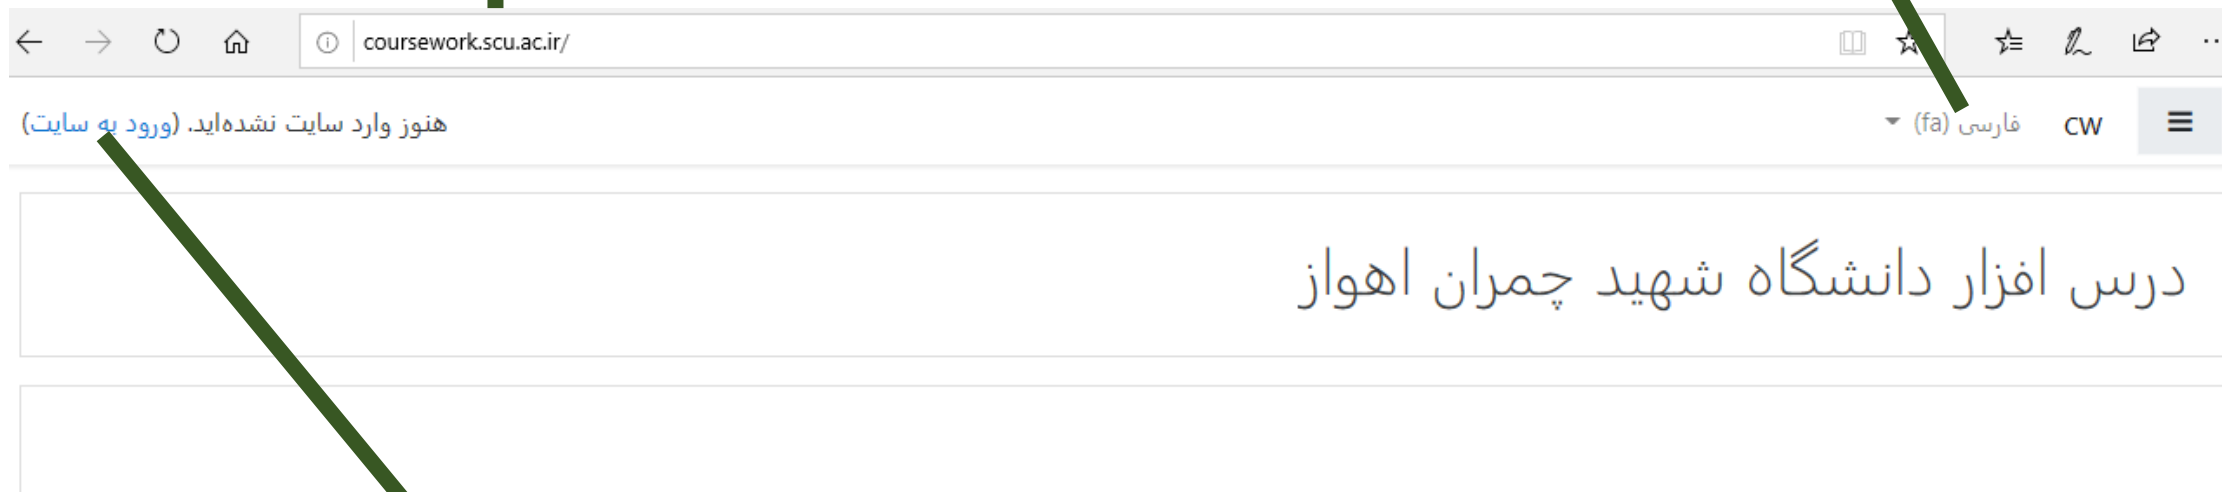 coursework.scu.ac.ir/
CW فارسی (fa)
هنوز وارد سایت نشده‌اید. (ورود به سایت)
درس افزار دانشگاه شهید چمران اهواز